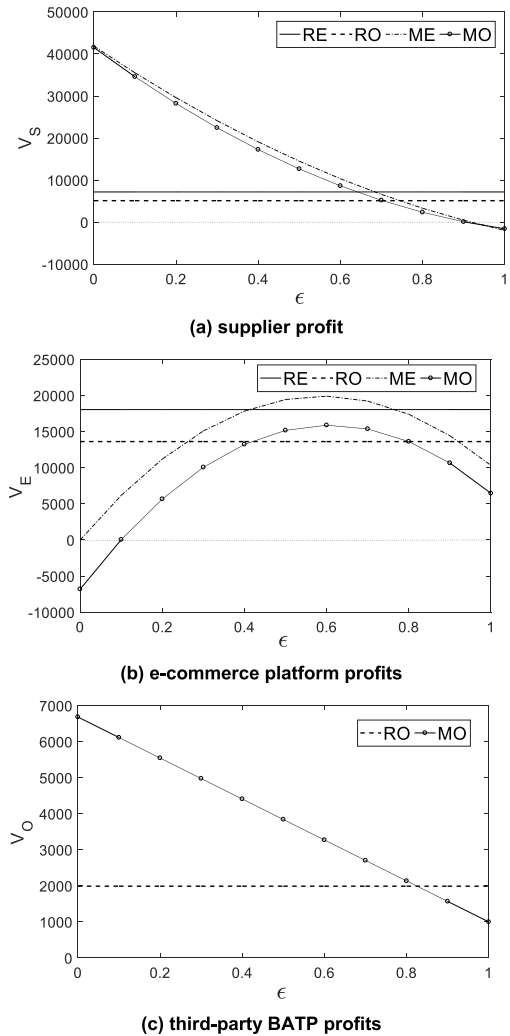 50000
40000
30000
20000
10000
0
-10000
V_S
RE RO ME MO
0 0.2 0.4 0.6 0.8 1
ϵ
(a) supplier profit
25000
20000
15000
10000
5000
0
-5000
-10000
V_E
RE RO ME MO
0 0.2 0.4 0.6 0.8 1
ϵ
(b) e-commerce platform profits
7000
6000
5000
4000
3000
2000
1000
0
V_O
RO MO
0 0.2 0.4 0.6 0.8 1
ϵ
(c) third-party BATP profits